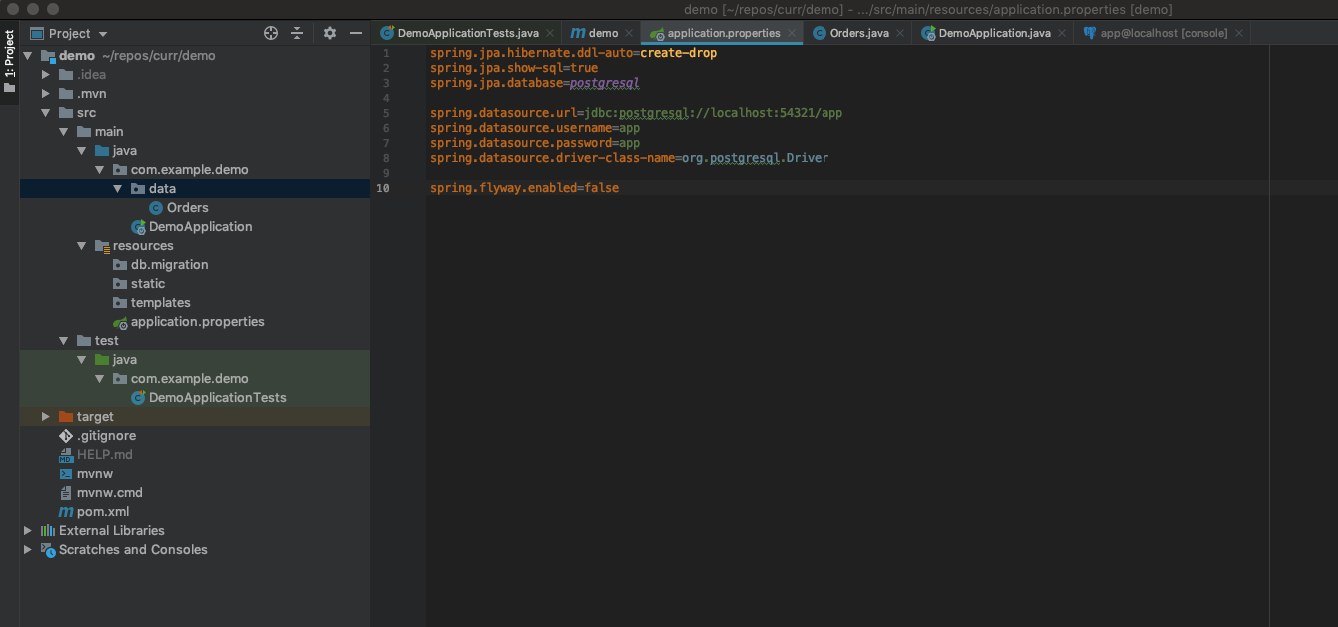 demo [~/repos/curr/demo] - .../src/main/resources/application.properties [demo]
1: Project
Project
DemoApplicationTests.java
demo
application.properties
Orders.java
DemoApplication.java
app@localhost [console]
demo ~/repos/curr/demo
.idea
.mvn
src
main
java
com.example.demo
data
Orders
DemoApplication
resources
db.migration
static
templates
application.properties
test
java
com.example.demo
DemoApplicationTests
target
.gitignore
HELP.md
mvnw
mvnw.cmd
pom.xml
External Libraries
Scratches and Consoles
1 spring.jpa.hibernate.ddl-auto=create-drop
2 spring.jpa.show-sql=true
3 spring.jpa.database=postgresql
4
5 spring.datasource.url=jdbc:postgresql://localhost:54321/app
6 spring.datasource.username=app
7 spring.datasource.password=app
8 spring.datasource.driver-class-name=org.postgresql.Driver
9
10 spring.flyway.enabled=false